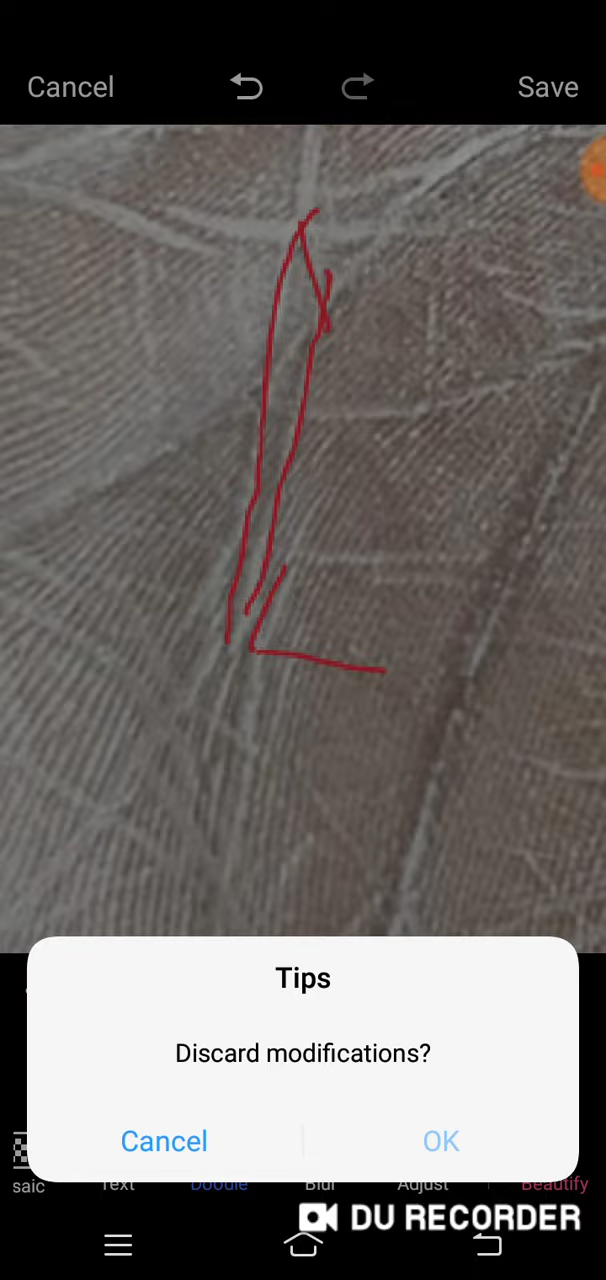 Cancel Save
Tips
Discard modifications?
Cancel OK
saic Text Doodle Blur Adjust Beautify
DU RECORDER